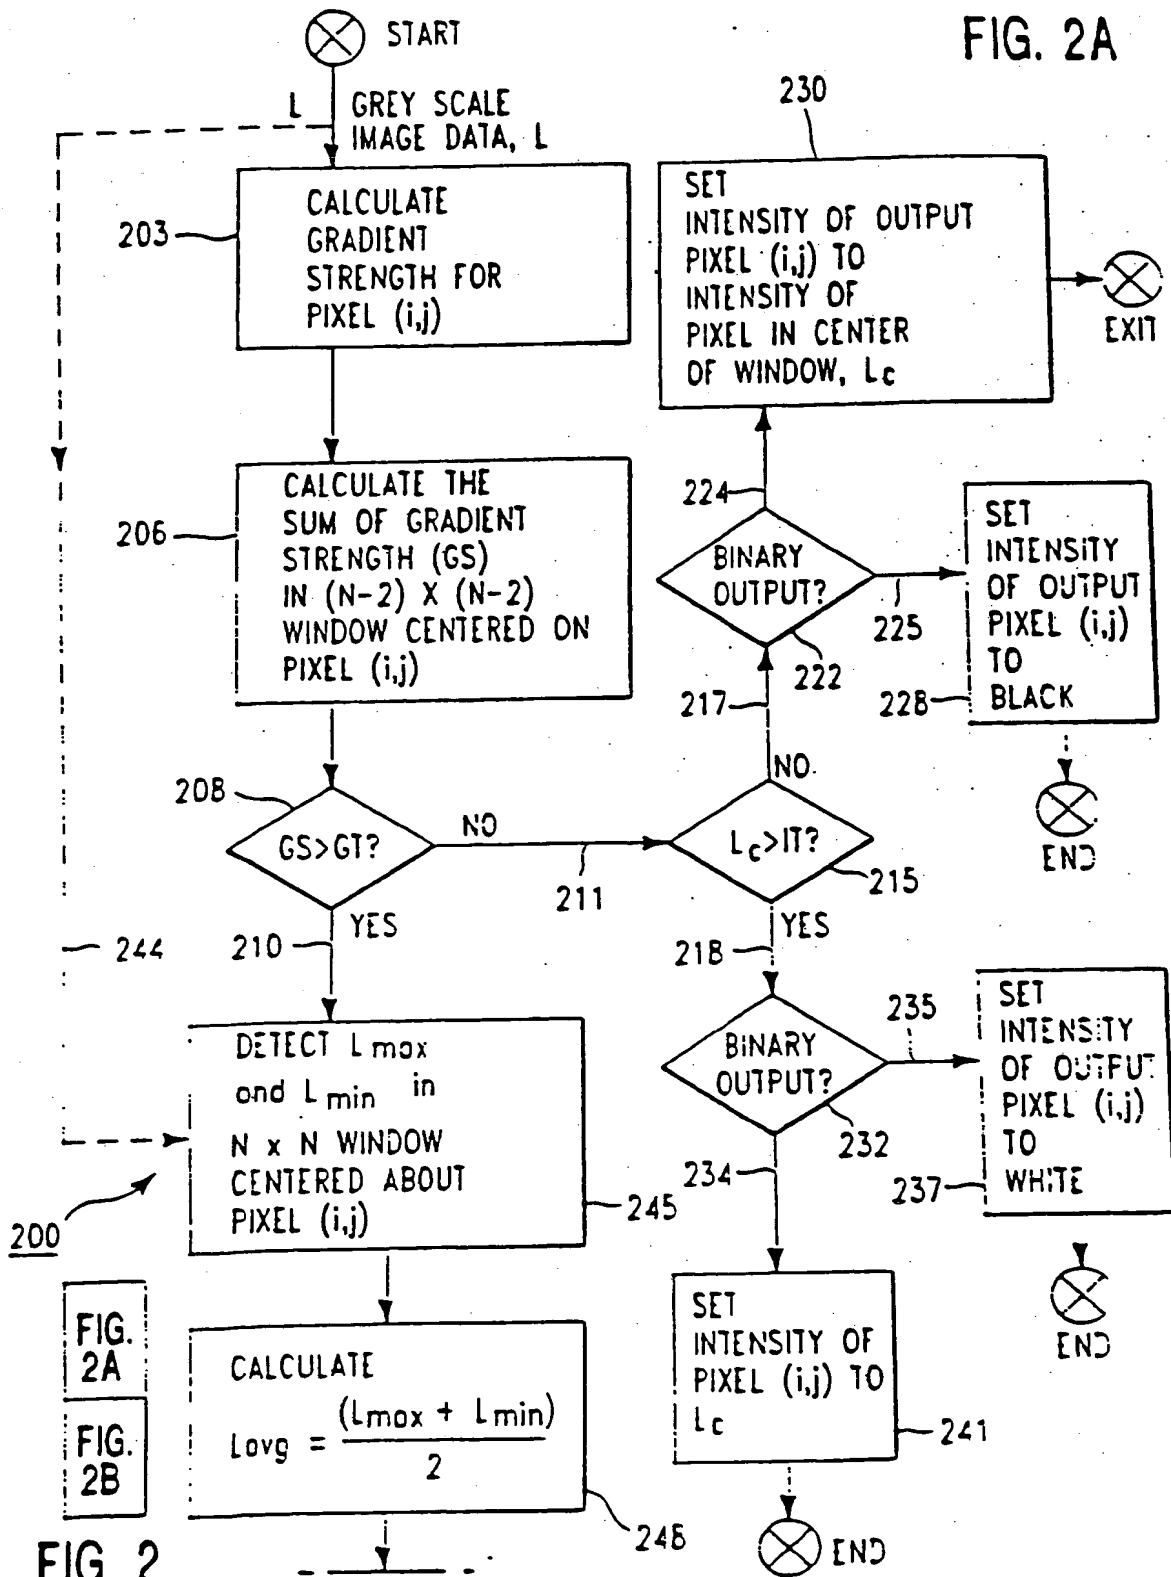 FIG. 2A
START
L
GREY SCALE
IMAGE DATA, L
203
CALCULATE
GRADIENT
STRENGTH FOR
PIXEL (i,j)
206
CALCULATE THE
SUM OF GRADIENT
STRENGTH (GS)
IN (N-2) X (N-2)
WINDOW CENTERED ON
PIXEL (i,j)
208
GS>GT?
NO
211
YES
210
244
DETECT Lmax
and Lmin in
N x N WINDOW
CENTERED ABOUT
PIXEL (i,j)
245
200
CALCULATE
Lavg = (Lmax + Lmin)
2
246
FIG.
2A
FIG.
2B
FIG. 2
230
SET
INTENSITY OF OUTPUT
PIXEL (i,j) TO
INTENSITY OF
PIXEL IN CENTER
OF WINDOW, Lc
EXIT
224
BINARY
OUTPUT?
225
222
217
NO
SET
INTENSITY
OF OUTPUT
PIXEL (i,j)
TO
BLACK
228
END
Lc>IT?
215
YES
218
BINARY
OUTPUT?
235
232
234
SET
INTENSITY
OF OUTPUT
PIXEL (i,j)
TO
WHITE
237
END
SET
INTENSITY OF
PIXEL (i,j) TO
Lc
241
END